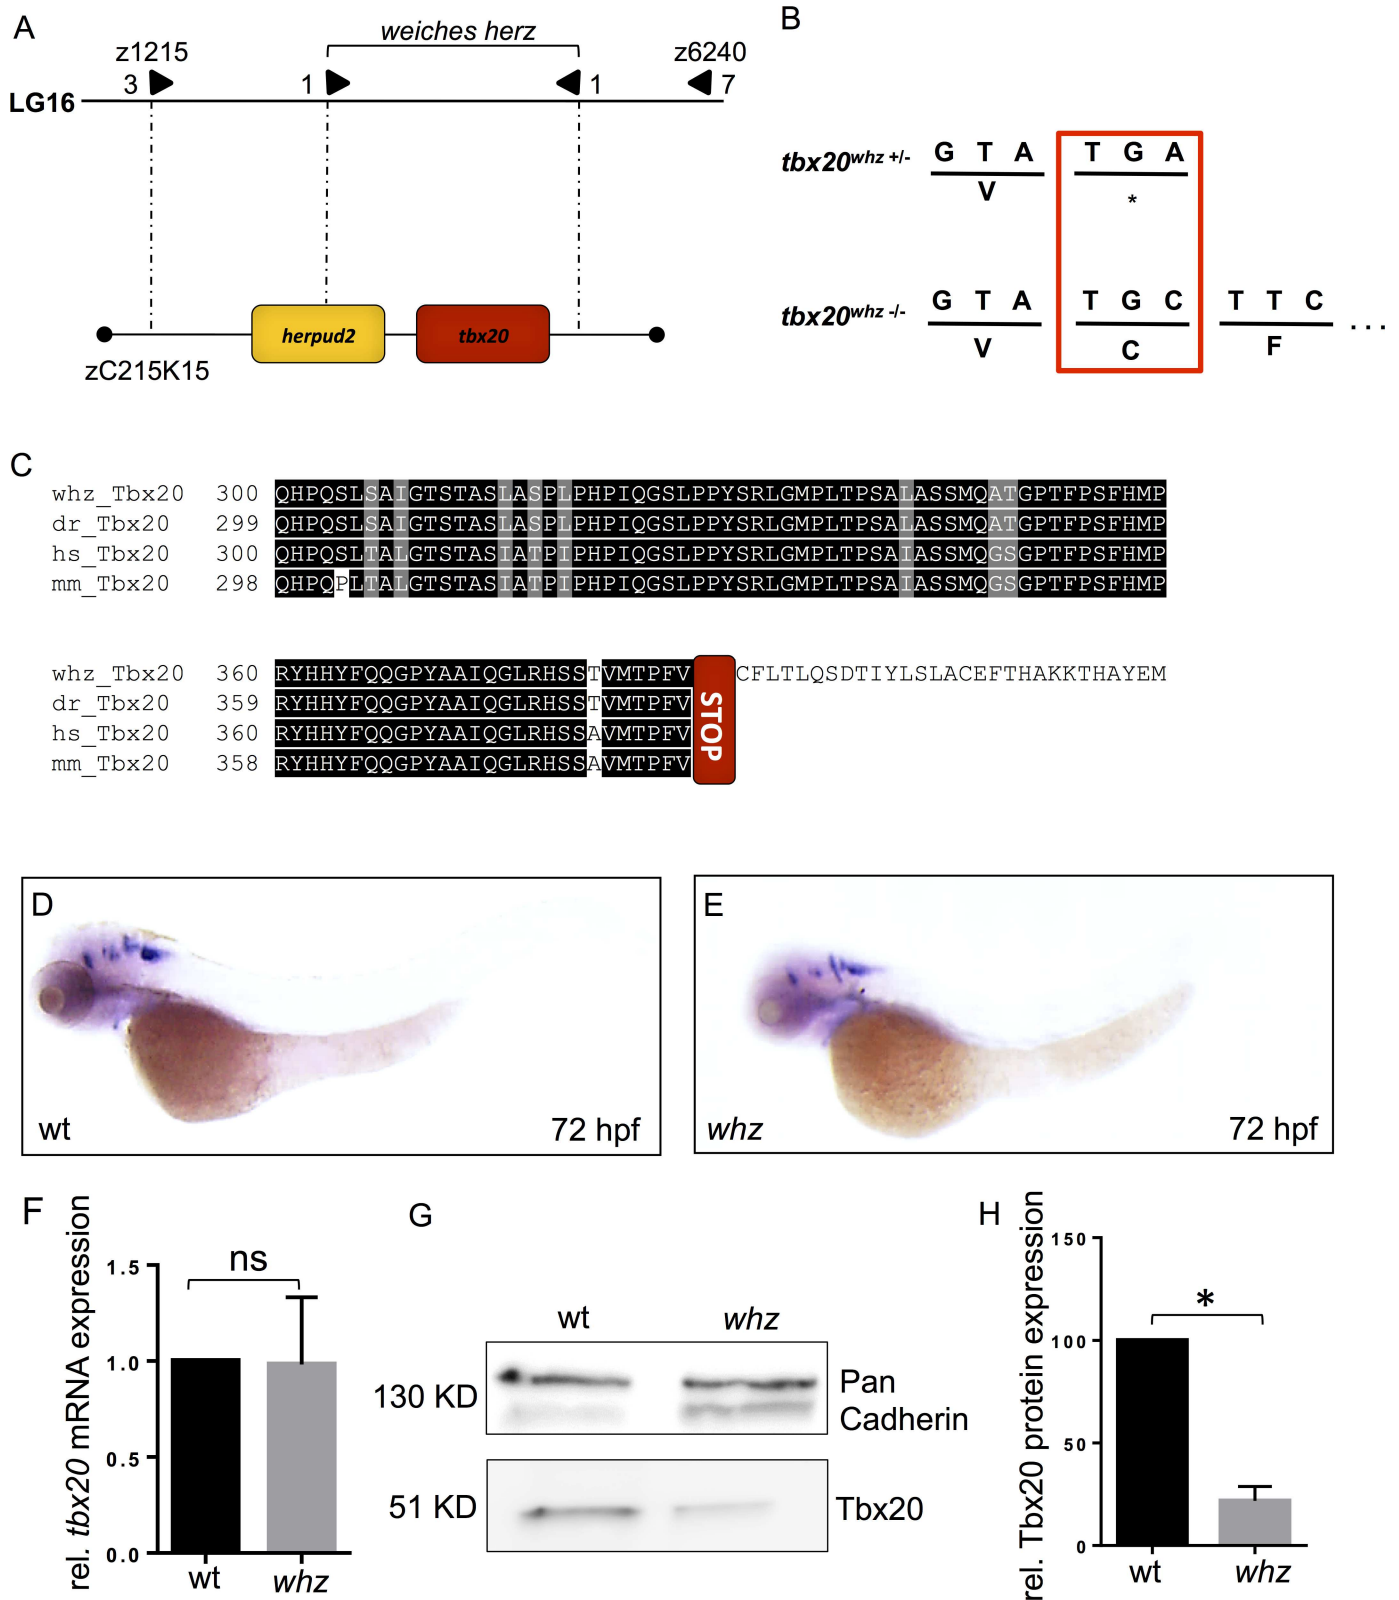 A
weiches herz
z1215
z6240
3
1
1
7
LG16
herpud2
tbx20
zC215K15
B
tbx20whz +/-
G T A
T G A
V
*
tbx20whz -/-
G T A
T G C
T T C
...
V
C
F
C
whz_Tbx20 300 QHPQSLSAIGTSTASLASPLPHPIQGSLPPYSRLGMPLTPSALASSMQATGPTFPSFHMP
dr_Tbx20 299 QHPQSLSAIGTSTASLASPLPHPIQGSLPPYSRLGMPLTPSALASSMQATGPTFPSFHMP
hs_Tbx20 300 QHPQSLTALGTSTASIATPIPHPIQGSLPPYSRLGMPLTPSAIASSMQGSGPTFPSFHMP
mm_Tbx20 298 QHPQPLTALGTSTASIATPIPHPIQGSLPPYSRLGMPLTPSAIASSMQGSGPTFPSFHMP
whz_Tbx20 360 RYHHYFQQGPYAAIQGLRHSSTVMTPFV CFLTLQSDTIYLSLACEFTHAKKTHAYEM
dr_Tbx20 359 RYHHYFQQGPYAAIQGLRHSSTVMTPFV
hs_Tbx20 360 RYHHYFQQGPYAAIQGLRHSSAVMTPFV
mm_Tbx20 358 RYHHYFQQGPYAAIQGLRHSSAVMTPFV
STOP
D
wt
72 hpf
E
whz
72 hpf
F
rel. tbx20 mRNA expression
1.5
1.0
0.5
0.0
ns
wt
whz
G
wt
whz
130 KD
Pan
Cadherin
51 KD
Tbx20
H
rel. Tbx20 protein expression
150
100
50
0
*
wt
whz